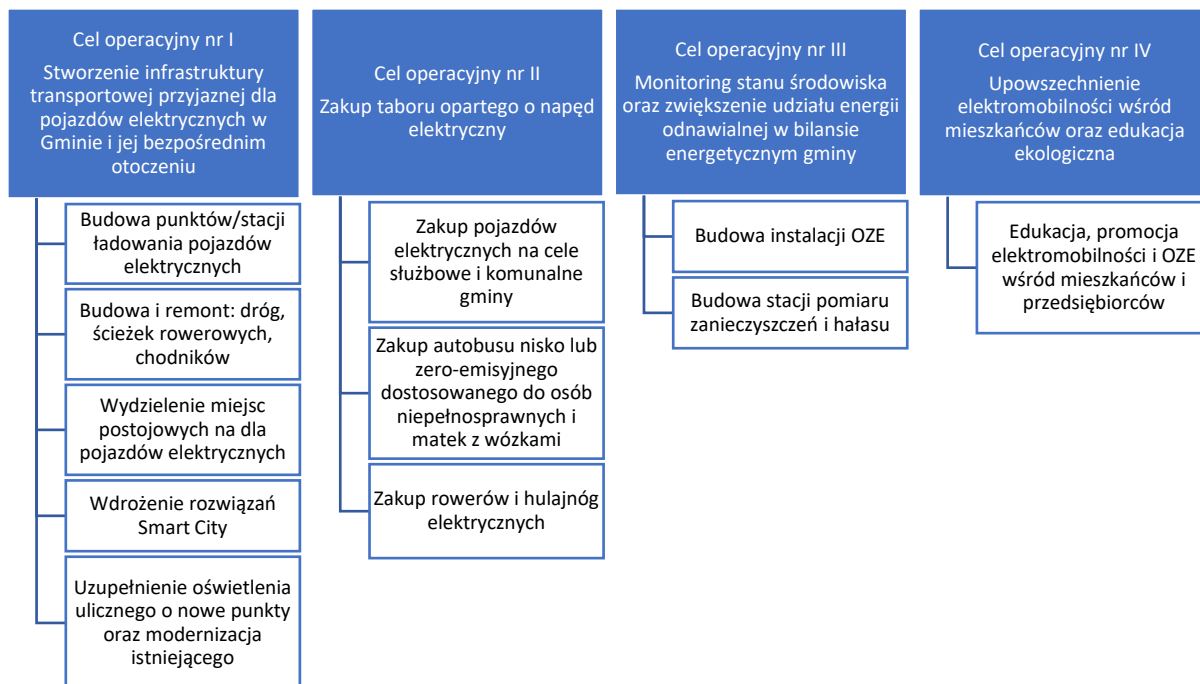 Cel operacyjny nr I
Stworzenie infrastruktury
transportowej przyjaznej dla
pojazdów elektrycznych w
Gminie i jej bezpośrednim
otoczeniu
Budowa punktów/stacji
ładowania pojazdów
elektrycznych
Budowa i remont: dróg,
ścieżek rowerowych,
chodników
Wydzielenie miejsc
postojowych na dla
pojazdów elektrycznych
Wdrożenie rozwiązań
Smart City
Uzupełnienie oświetlenia
ulicznego o nowe punkty
oraz modernizacja
istniejącego
Cel operacyjny nr II
Zakup taboru opartego o napęd
elektryczny
Zakup pojazdów
elektrycznych na cele
służbowe i komunalne
gminy
Zakup autobusu nisko lub
zero-emisyjnego
dostosowanego do osób
niepełnosprawnych i
matek z wózkami
Zakup rowerów i hulajnóg
elektrycznych
Cel operacyjny nr III
Monitoring stanu środowiska
oraz zwiększenie udziału energii
odnawialnej w bilansie
energetycznym gminy
Budowa instalacji OZE
Budowa stacji pomiaru
zanieczyszczeń i hałasu
Cel operacyjny nr IV
Upowszechnienie
elektromobilności wśród
mieszkańców oraz edukacja
ekologiczna
Edukacja, promocja
elektromobilności i OZE
wśród mieszkańców i
przedsiębiorców